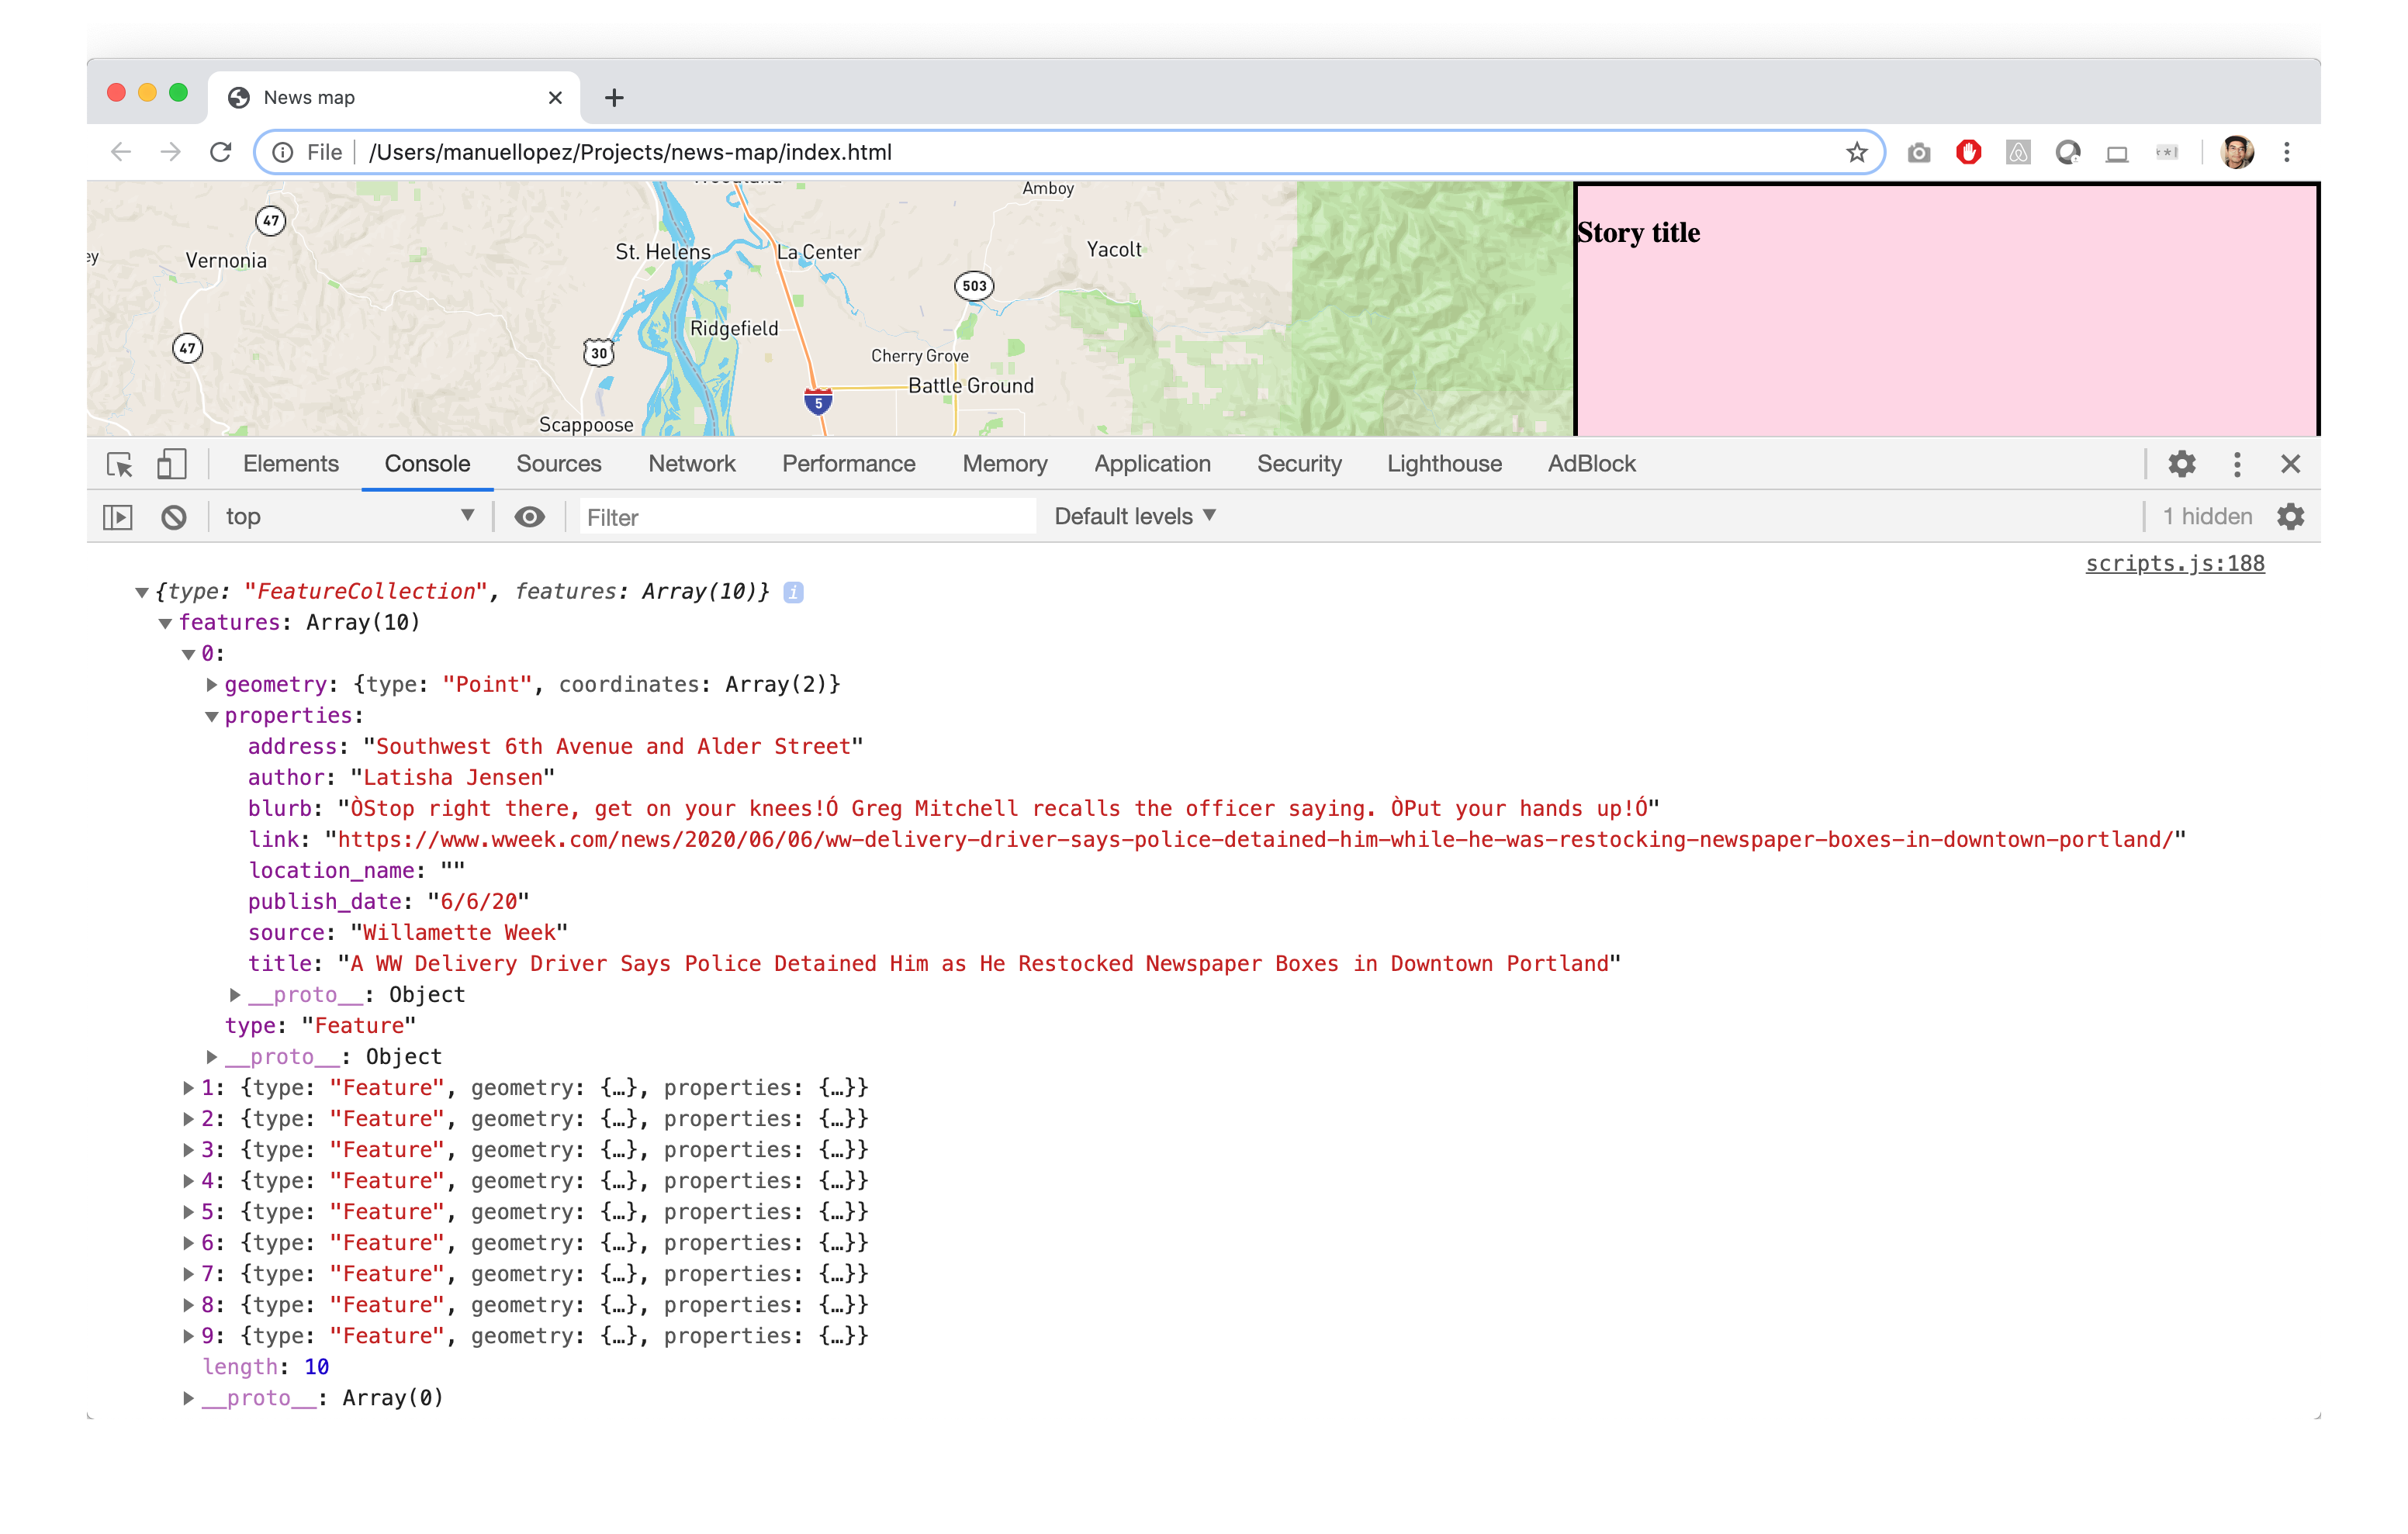 News map
File /Users/manuellopez/Projects/news-map/index.html
Amboy
47
Vernonia
St. Helens
La Center
Yacolt
503
Ridgefield
47
30
Cherry Grove
Battle Ground
5
Scappoose
Story title
Elements Console Sources Network Performance Memory Application Security Lighthouse AdBlock
top Filter Default levels 1 hidden
scripts.js:188
{type: "FeatureCollection", features: Array(10)} i
features: Array(10)
0:
geometry: {type: "Point", coordinates: Array(2)}
properties:
address: "Southwest 6th Avenue and Alder Street"
author: "Latisha Jensen"
blurb: "ÒStop right there, get on your knees!Ó Greg Mitchell recalls the officer saying. ÒPut your hands up!Ó"
link: "https://www.wweek.com/news/2020/06/06/ww-delivery-driver-says-police-detained-him-while-he-was-restocking-newspaper-boxes-in-downtown-portland/"
location_name: ""
publish_date: "6/6/20"
source: "Willamette Week"
title: "A WW Delivery Driver Says Police Detained Him as He Restocked Newspaper Boxes in Downtown Portland"
__proto__: Object
type: "Feature"
__proto__: Object
1: {type: "Feature", geometry: {…}, properties: {…}}
2: {type: "Feature", geometry: {…}, properties: {…}}
3: {type: "Feature", geometry: {…}, properties: {…}}
4: {type: "Feature", geometry: {…}, properties: {…}}
5: {type: "Feature", geometry: {…}, properties: {…}}
6: {type: "Feature", geometry: {…}, properties: {…}}
7: {type: "Feature", geometry: {…}, properties: {…}}
8: {type: "Feature", geometry: {…}, properties: {…}}
9: {type: "Feature", geometry: {…}, properties: {…}}
length: 10
__proto__: Array(0)